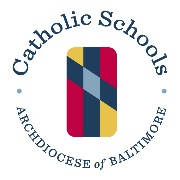 Catholic Schools
ARCHDIOCESE of BALTIMORE